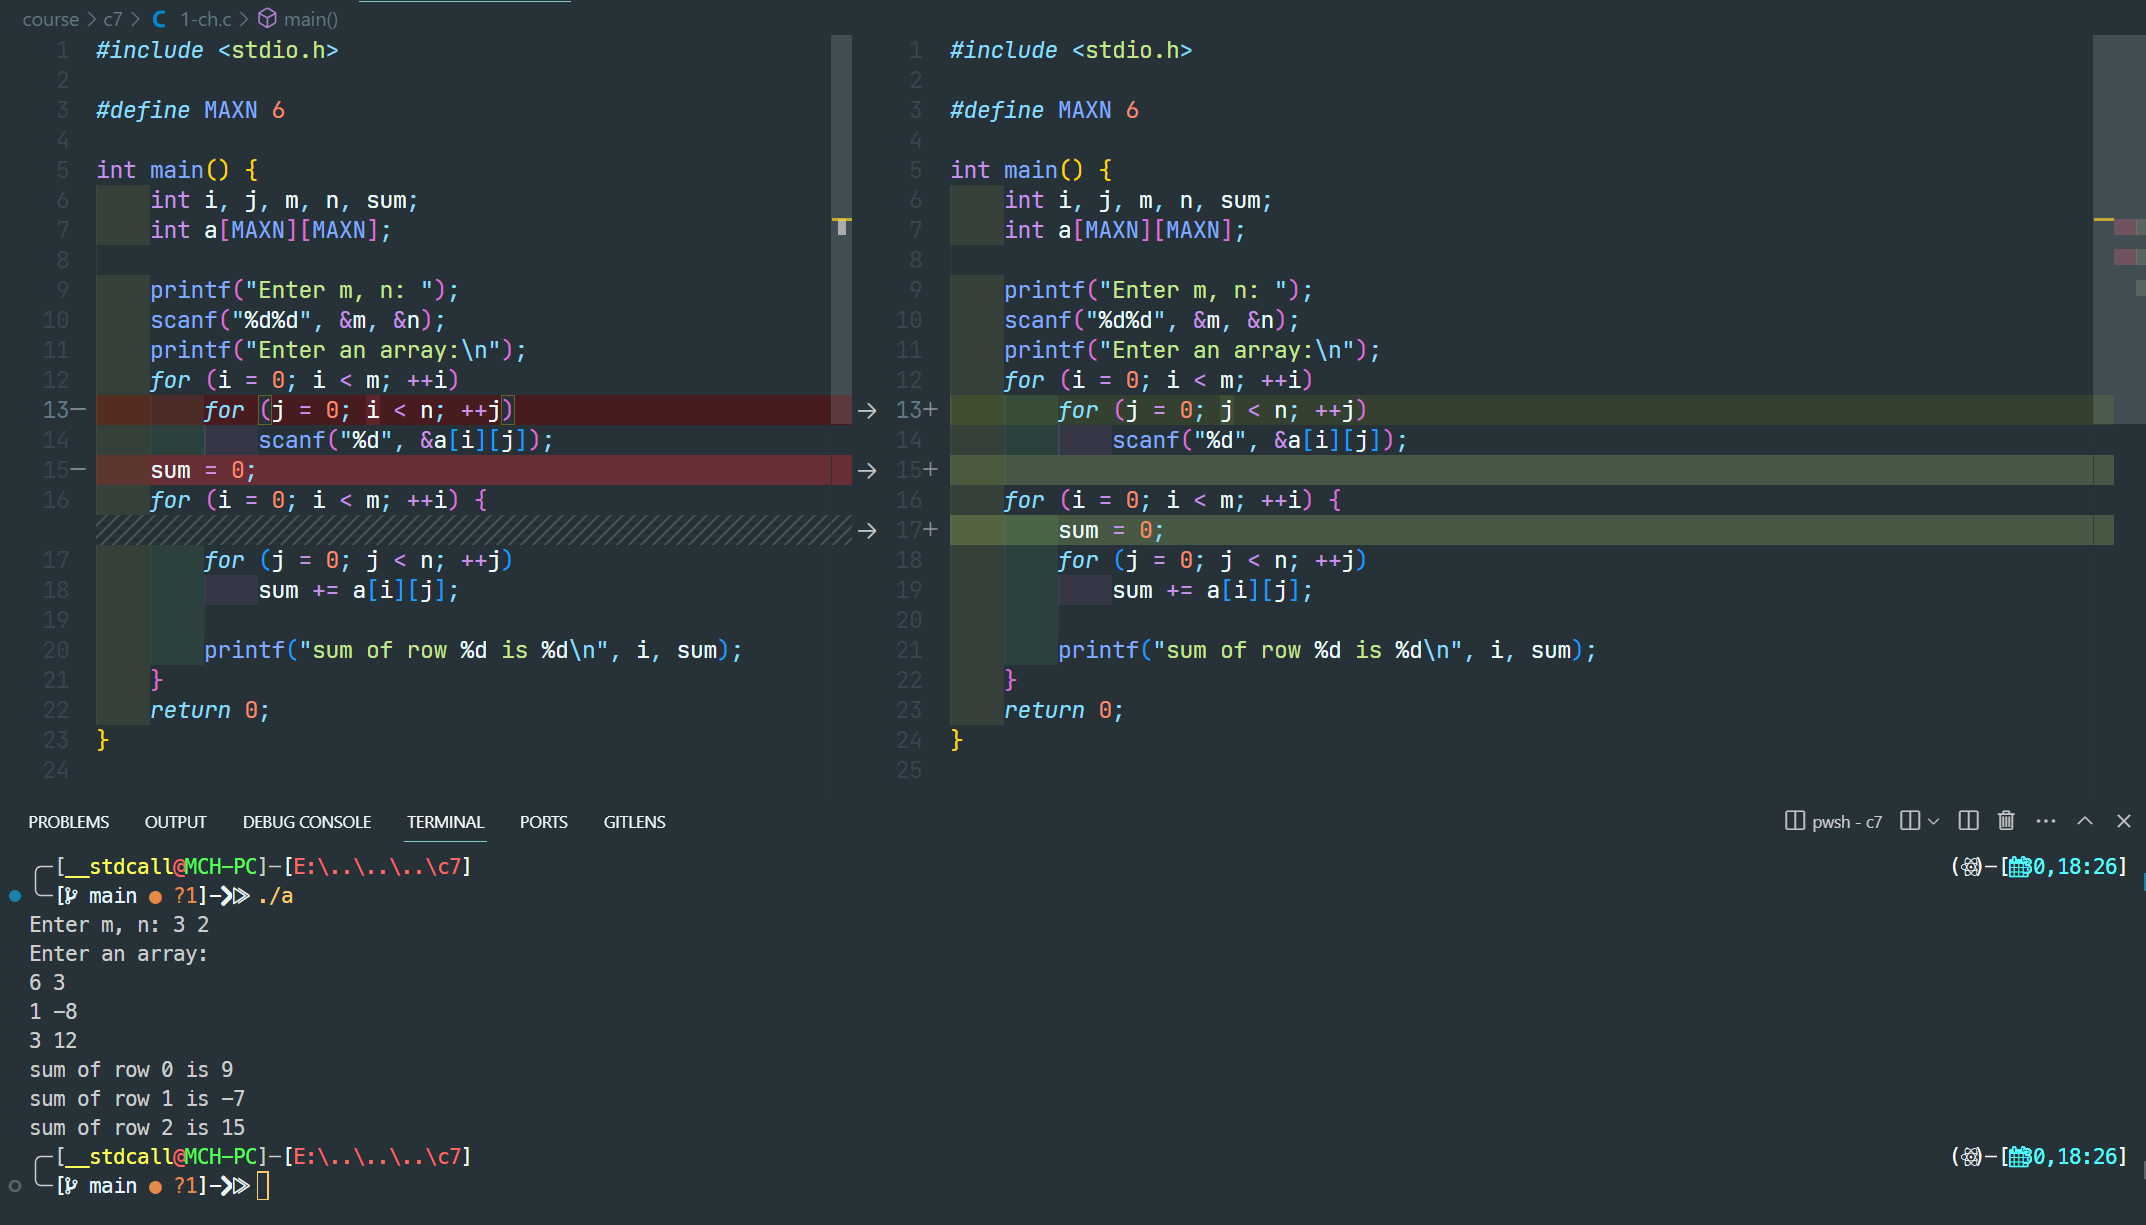 course > c7 > C 1-ch.c > main()
1 #include <stdio.h>
2
3 #define MAXN 6
4
5 int main() {
6     int i, j, m, n, sum;
7     int a[MAXN][MAXN];
8
9     printf("Enter m, n: ");
10     scanf("%d%d", &m, &n);
11     printf("Enter an array:\n");
12     for (i = 0; i < m; ++i)
13−         for (j = 0; i < n; ++j)
14             scanf("%d", &a[i][j]);
15−     sum = 0;
16     for (i = 0; i < m; ++i) {
17         for (j = 0; j < n; ++j)
18             sum += a[i][j];
19
20         printf("sum of row %d is %d\n", i, sum);
21     }
22     return 0;
23 }
24
1 #include <stdio.h>
2
3 #define MAXN 6
4
5 int main() {
6     int i, j, m, n, sum;
7     int a[MAXN][MAXN];
8
9     printf("Enter m, n: ");
10     scanf("%d%d", &m, &n);
11     printf("Enter an array:\n");
12     for (i = 0; i < m; ++i)
13+         for (j = 0; j < n; ++j)
14             scanf("%d", &a[i][j]);
15+
16     for (i = 0; i < m; ++i) {
17+         sum = 0;
18         for (j = 0; j < n; ++j)
19             sum += a[i][j];
20
21         printf("sum of row %d is %d\n", i, sum);
22     }
23     return 0;
24 }
25
PROBLEMS OUTPUT DEBUG CONSOLE TERMINAL PORTS GITLENS pwsh - c7
[__stdcall@MCH-PC]-[E:\..\..\..\c7] 30,18:26]
[main ● ?1] ./a
Enter m, n: 3 2
Enter an array:
6 3
1 -8
3 12
sum of row 0 is 9
sum of row 1 is -7
sum of row 2 is 15
[__stdcall@MCH-PC]-[E:\..\..\..\c7] 30,18:26]
[main ● ?1]